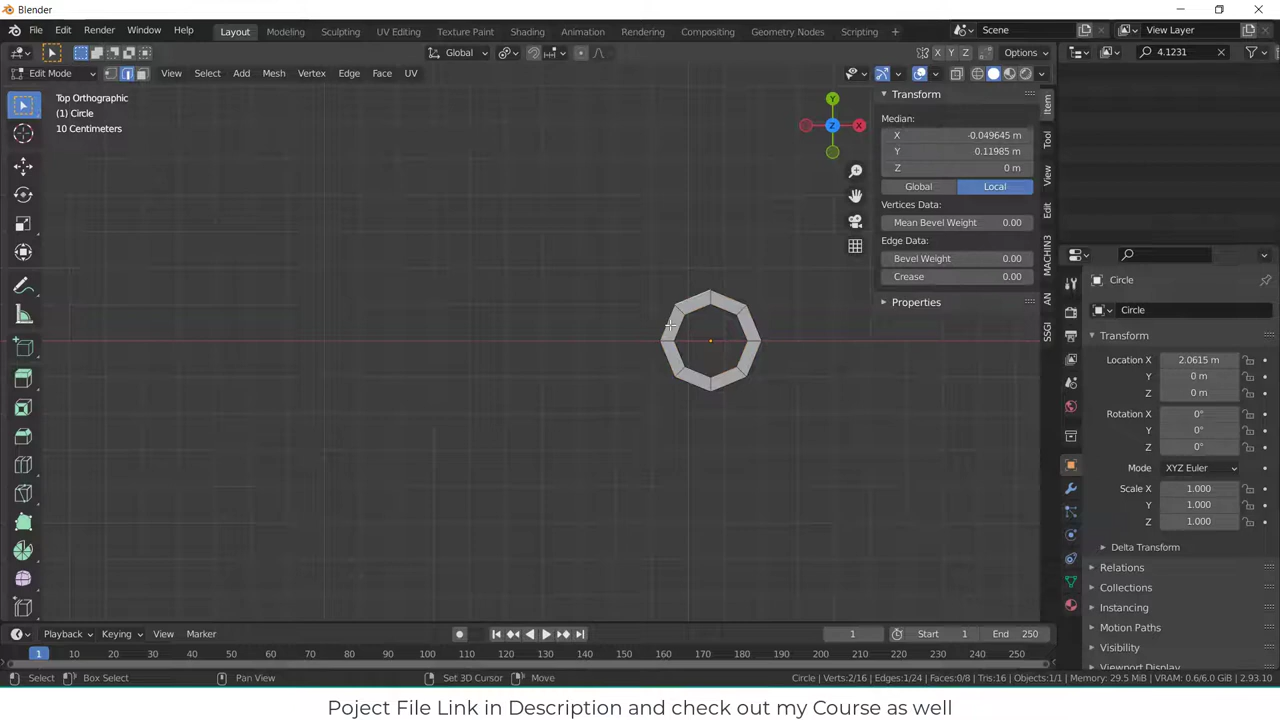 Blender
File Edit Render Window Help Layout Modeling Sculpting UV Editing Texture Paint Shading Animation Rendering Compositing Geometry Nodes Scripting + Scene View Layer
Global X Y Z Options 4.1231
Edit Mode View Select Add Mesh Vertex Edge Face UV
Top Orthographic
(1) Circle
10 Centimeters
Y
X
Z
Transform
Median:
X -0.049645 m
Y 0.11985 m
Z 0 m
Global Local
Vertices Data:
Mean Bevel Weight 0.00
Edge Data:
Bevel Weight 0.00
Crease 0.00
Properties
Item
Tool
View
Edit
MACHIN3
AN
SSGI
Circle
Circle
Transform
Location X 2.0615 m
Y 0 m
Z 0 m
Rotation X 0°
Y 0°
Z 0°
Mode XYZ Euler
Scale X 1.000
Y 1.000
Z 1.000
Delta Transform
Relations
Collections
Instancing
Motion Paths
Visibility
Viewport Display
Playback Keying View Marker 1 Start 1 End 250
1 10 20 30 40 50 60 70 80 90 100 110 120 130 140 150 160 170 180 190 200 210 220 230 240 250
Select Box Select Pan View Set 3D Cursor Move Circle | Verts:2/16 | Edges:1/24 | Faces:0/8 | Tris:16 | Objects:1/1 | Memory: 29.5 MiB | VRAM: 0.6/6.0 GiB | 2.93.10
Poject File Link in Description and check out my Course as well